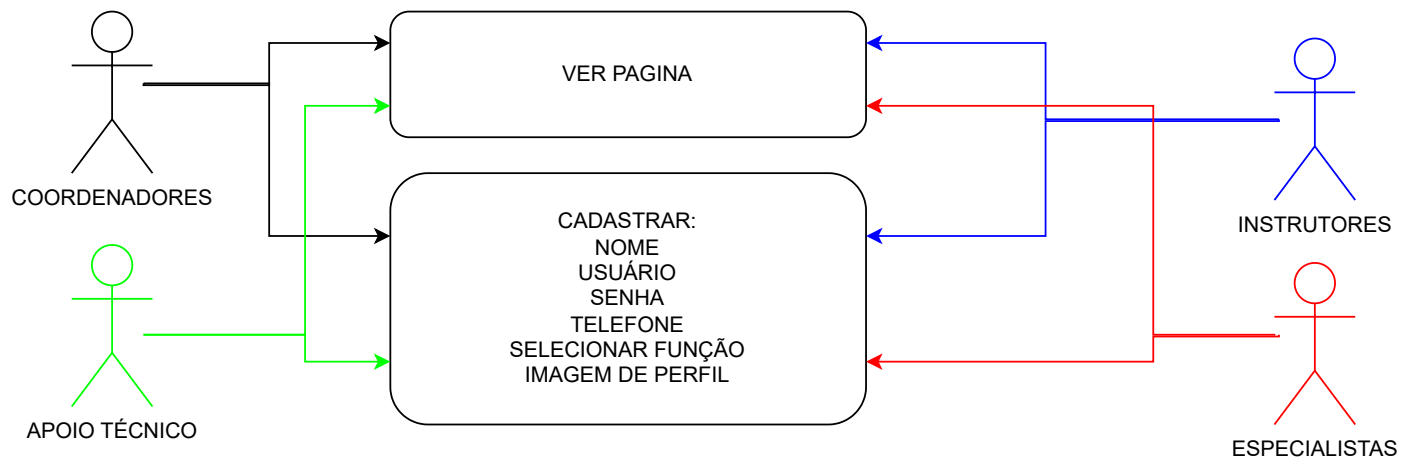 VER PAGINA
COORDENADORES
CADASTRAR:
NOME
USUÁRIO
SENHA
TELEFONE
SELECIONAR FUNÇÃO
IMAGEM DE PERFIL
INSTRUTORES
APOIO TÉCNICO
ESPECIALISTAS